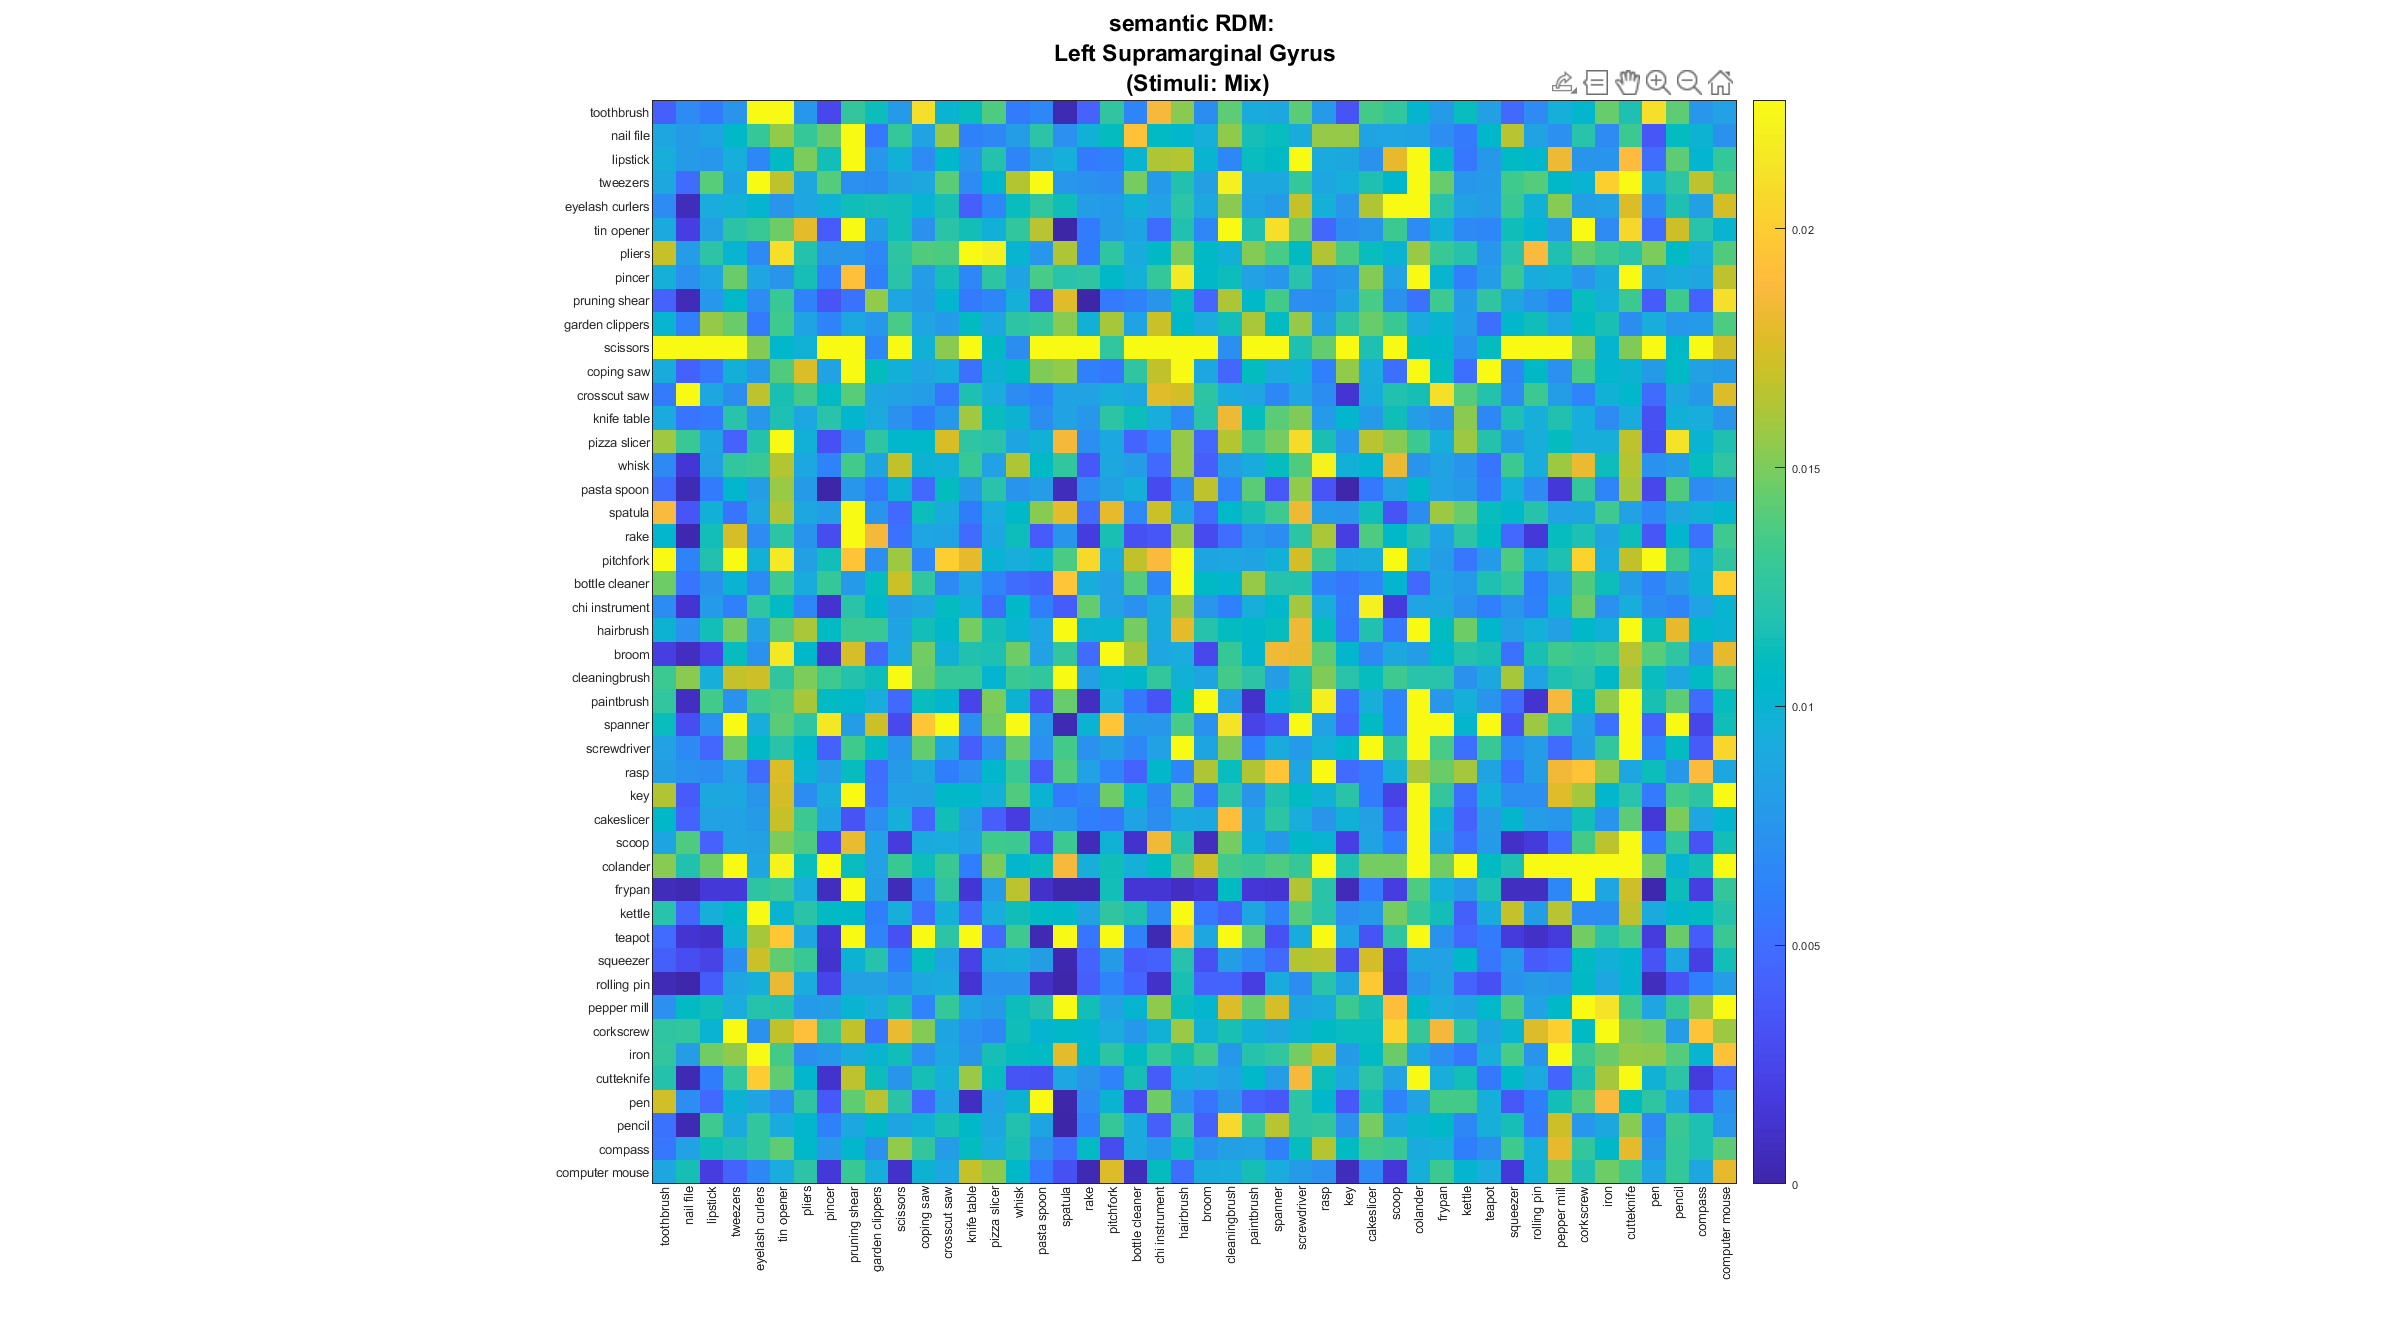 semantic RDM:
Left Supramarginal Gyrus
(Stimuli: Mix)
toothbrush
nail file
lipstick
tweezers
eyelash curlers
tin opener
pliers
pincer
pruning shear
garden clippers
scissors
coping saw
crosscut saw
knife table
pizza slicer
whisk
pasta spoon
spatula
rake
pitchfork
bottle cleaner
chi instrument
hairbrush
broom
cleaningbrush
paintbrush
spanner
screwdriver
rasp
key
cakeslicer
scoop
colander
frypan
kettle
teapot
squeezer
rolling pin
pepper mill
corkscrew
iron
cutteknife
pen
pencil
compass
computer mouse
0.02
0.015
0.01
0.005
0
toothbrush
nail file
lipstick
tweezers
eyelash curlers
tin opener
pliers
pincer
pruning shear
garden clippers
scissors
coping saw
crosscut saw
knife table
pizza slicer
whisk
pasta spoon
spatula
rake
pitchfork
bottle cleaner
chi instrument
hairbrush
broom
cleaningbrush
paintbrush
spanner
screwdriver
rasp
key
cakeslicer
scoop
colander
frypan
kettle
teapot
squeezer
rolling pin
pepper mill
corkscrew
iron
cutteknife
pen
pencil
compass
computer mouse